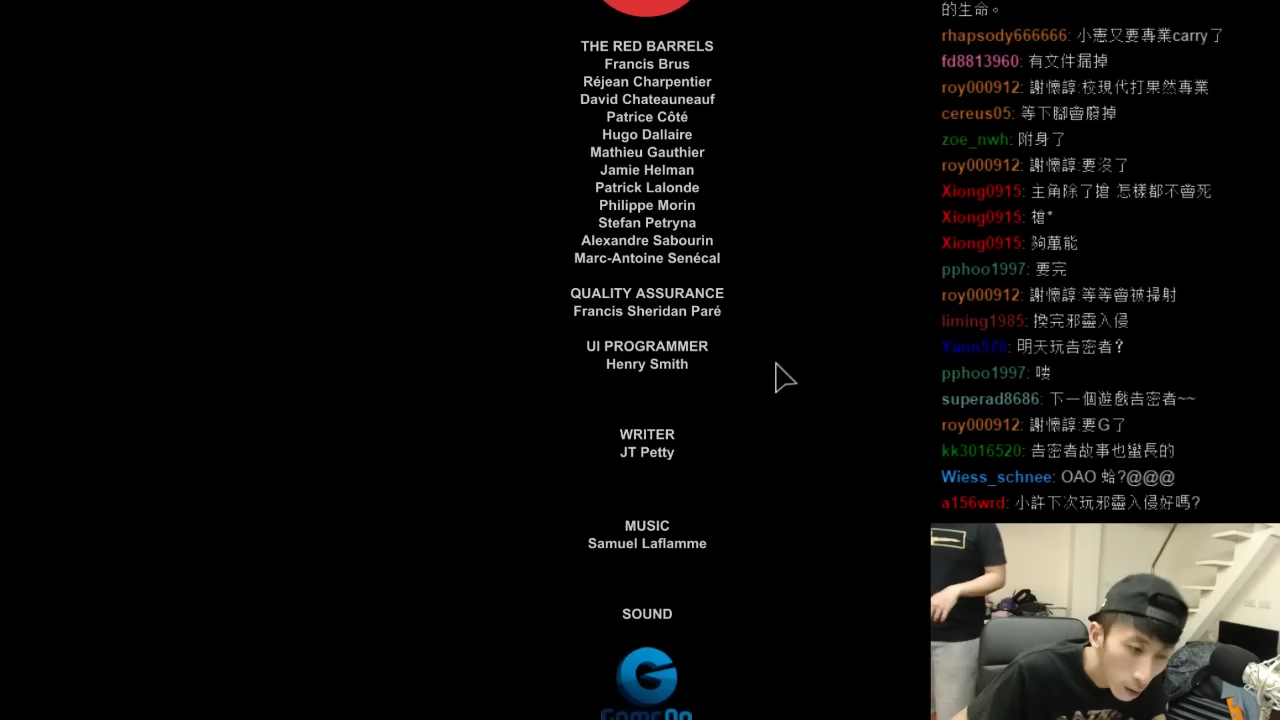 THE RED BARRELS
Francis Brus
Réjean Charpentier
David Chateauneuf
Patrice Côté
Hugo Dallaire
Mathieu Gauthier
Jamie Helman
Patrick Lalonde
Philippe Morin
Stefan Petryna
Alexandre Sabourin
Marc-Antoine Senécal
QUALITY ASSURANCE
Francis Sheridan Paré
UI PROGRAMMER
Henry Smith
WRITER
JT Petty
MUSIC
Samuel Laflamme
SOUND
GameOn
的生命。
rhapsody666666: 小憲又要專業carry了
fd8813960: 有文件漏掉
roy000912: 謝懷諄:校現代打果然專業
cereus05: 等下腳會廢掉
zoe_nwh: 附身了
roy000912: 謝懷諄:要沒了
Xiong0915: 主角除了搶 怎樣都不會死
Xiong0915: 槍*
Xiong0915: 夠萬能
pphoo1997: 要完
roy000912: 謝懷諄:等等會被掃射
liming1985: 換完邪靈入侵
Yann570: 明天玩告密者?
pphoo1997: 喽
superad8686: 下一個遊戲告密者~~
roy000912: 謝懷諄:要G了
kk3016520: 告密者故事也蠻長的
Wiess_schnee: OAO 蛤?@@@
a156wrd: 小許下次玩邪靈入侵好嗎?